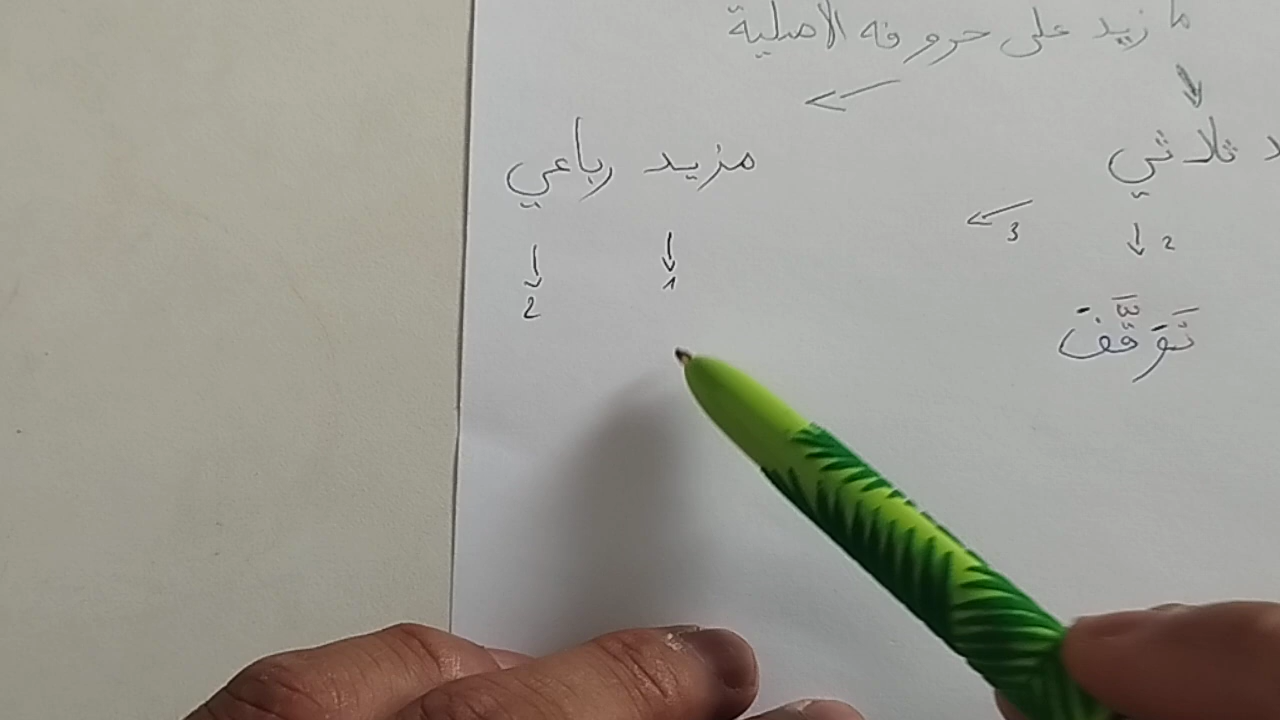 ما زيد على حروفه الأصلية
ثلاثي
مزيد رباعي
2
3
1
2
تَوَقَّفَ